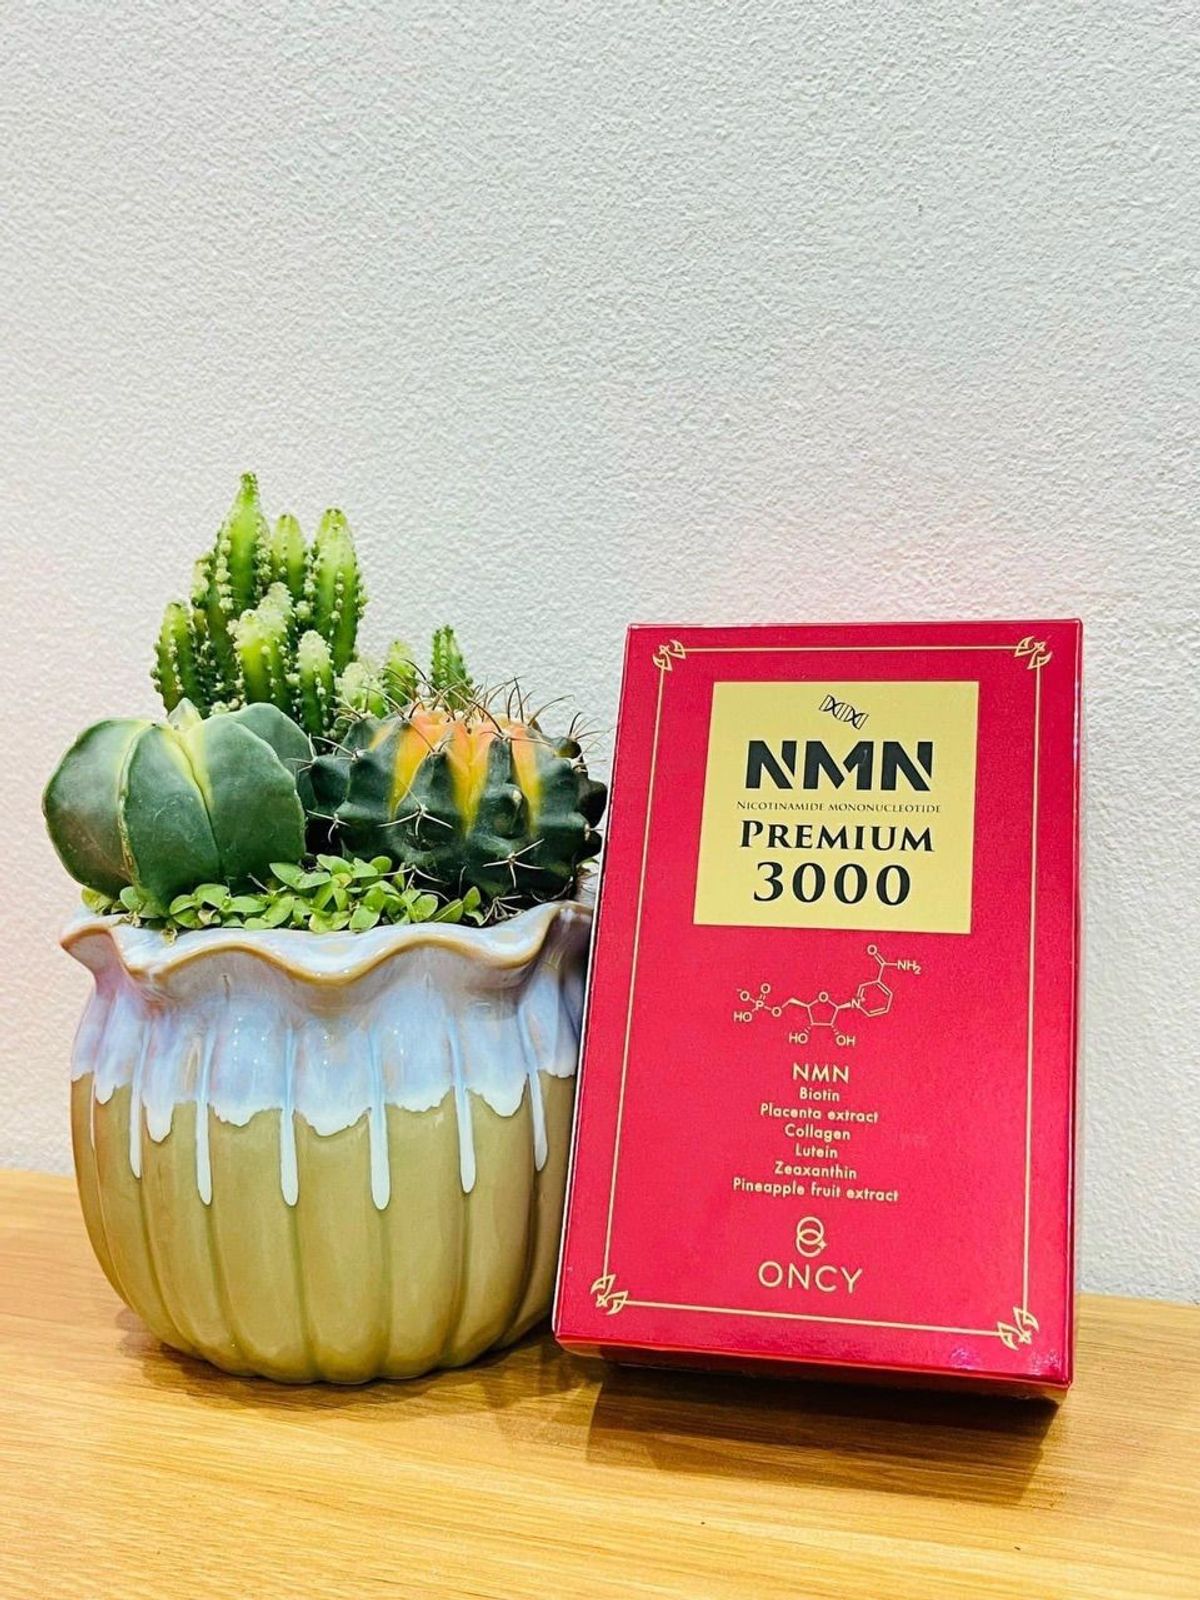 NMN
NICOTINAMIDE MONONUCLEOTIDE
PREMIUM
3000
O
NH2
O- O
HO P O O N+
HO OH
NMN
Biotin
Placenta extract
Collagen
Lutein
Zeaxanthin
Pineapple fruit extract
ONCY